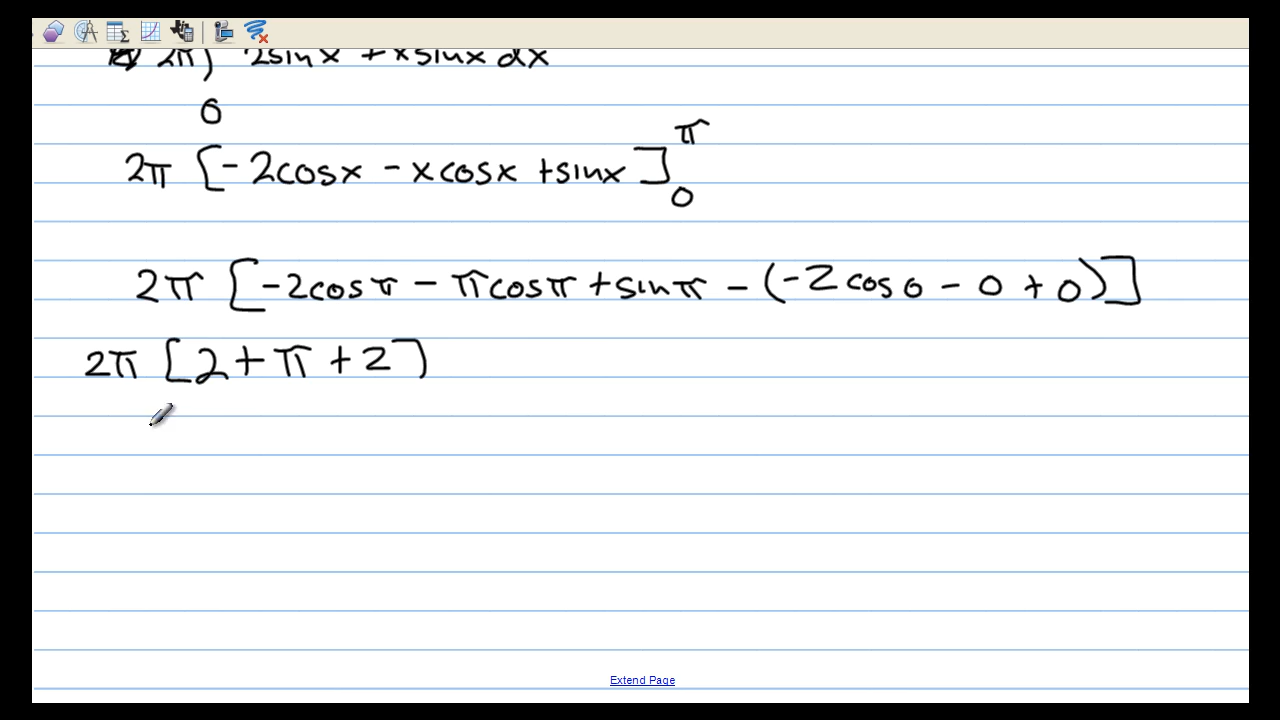 2π ∫ 2sinx + xsinx dx
0
2π [-2cosx - xcosx + sinx]
π
0
2π [-2cosπ - πcosπ + sinπ - (-2cos0 - 0 + 0)]
2π [2 + π + 2]
Extend Page